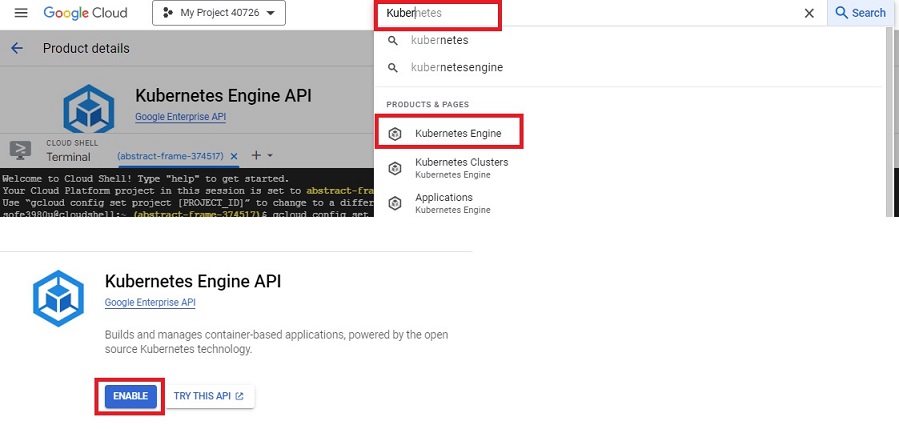 Google Cloud
My Project 40726
Kubernetes
Search
Product details
kubernetes
kubernetesengine
Kubernetes Engine API
Google Enterprise API
PRODUCTS & PAGES
Kubernetes Engine
CLOUD SHELL
Terminal
(abstract-frame-374517)
Kubernetes Clusters
Kubernetes Engine
Applications
Kubernetes Engine
Welcome to Cloud Shell! Type "help" to get started.
Your Cloud Platform project in this session is set to abstract-fra
Use "gcloud config set project [PROJECT_ID]" to change to a differ
sofe3980u@cloudshell:~ (abstract-frame-374517)$ gcloud config set
Kubernetes Engine API
Google Enterprise API
Builds and manages container-based applications, powered by the open
source Kubernetes technology.
ENABLE
TRY THIS API